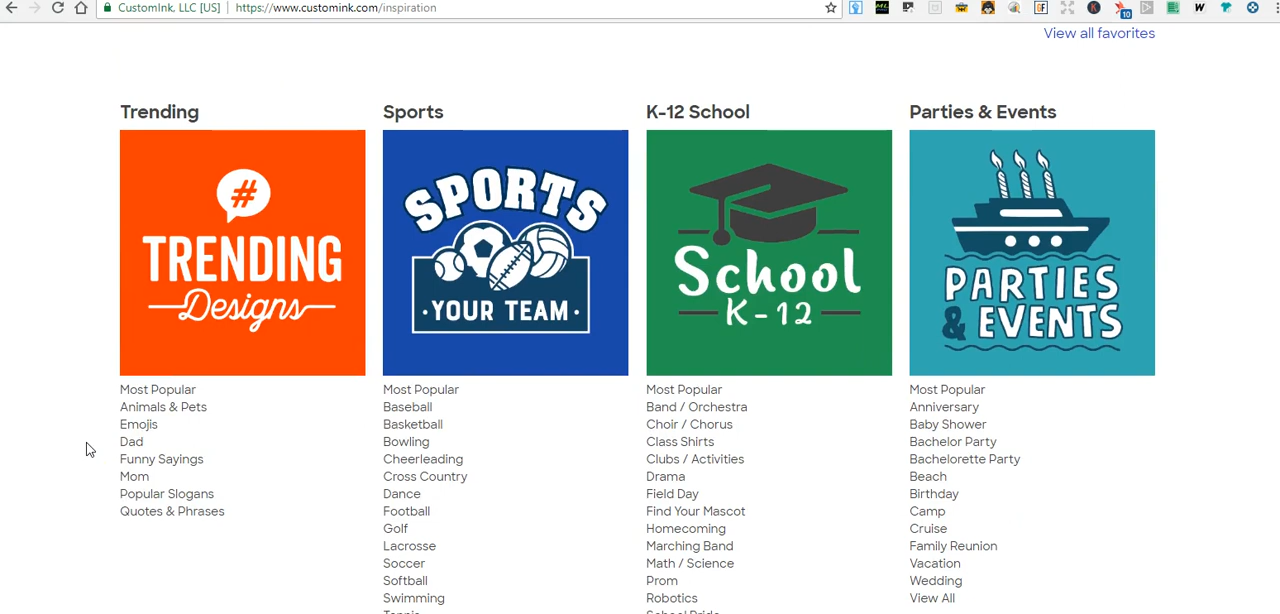 CustomInk, LLC [US] https://www.customink.com/inspiration
10
View all favorites
Trending
#
TRENDING
Designs
Most Popular
Animals & Pets
Emojis
Dad
Funny Sayings
Mom
Popular Slogans
Quotes & Phrases
Sports
SPORTS
·YOUR TEAM·
Most Popular
Baseball
Basketball
Bowling
Cheerleading
Cross Country
Dance
Football
Golf
Lacrosse
Soccer
Softball
Swimming
K-12 School
School
K-12
Most Popular
Band / Orchestra
Choir / Chorus
Class Shirts
Clubs / Activities
Drama
Field Day
Find Your Mascot
Homecoming
Marching Band
Math / Science
Prom
Robotics
Parties & Events
PARTIES
& EVENTS
Most Popular
Anniversary
Baby Shower
Bachelor Party
Bachelorette Party
Beach
Birthday
Camp
Cruise
Family Reunion
Vacation
Wedding
View All